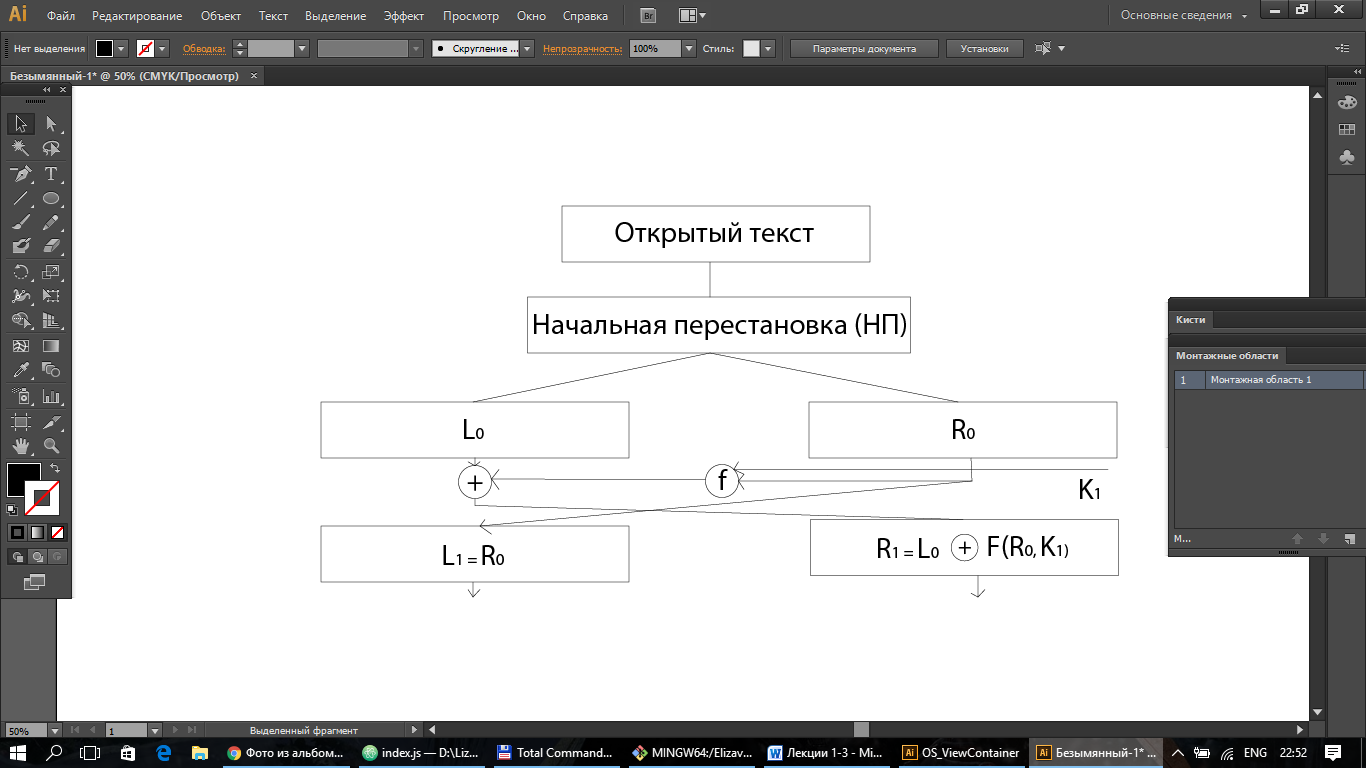 Ai Файл Редактирование Объект Текст Выделение Эффект Просмотр Окно Справка Br Основные сведения
Нет выделения Обводка: Скругление ... Непрозрачность: 100% Стиль: Параметры документа Установки
Безымянный-1* @ 50% (CMYK/Просмотр) ×
Открытый текст
Начальная перестановка (НП)
L0 R0
+ f
K1
L1 = R0 R1 = L0 + F(R0, K1)
Кисти
Монтажные области
1 Монтажная область 1
М...
50% 1 Выделенный фрагмент
Фото из альбом... index.js — D:\Liz... Total Command... MINGW64:/Elizav... Лекции 1-3 - Mi... OS_ViewContainer Безымянный-1* ... ENG 22:52